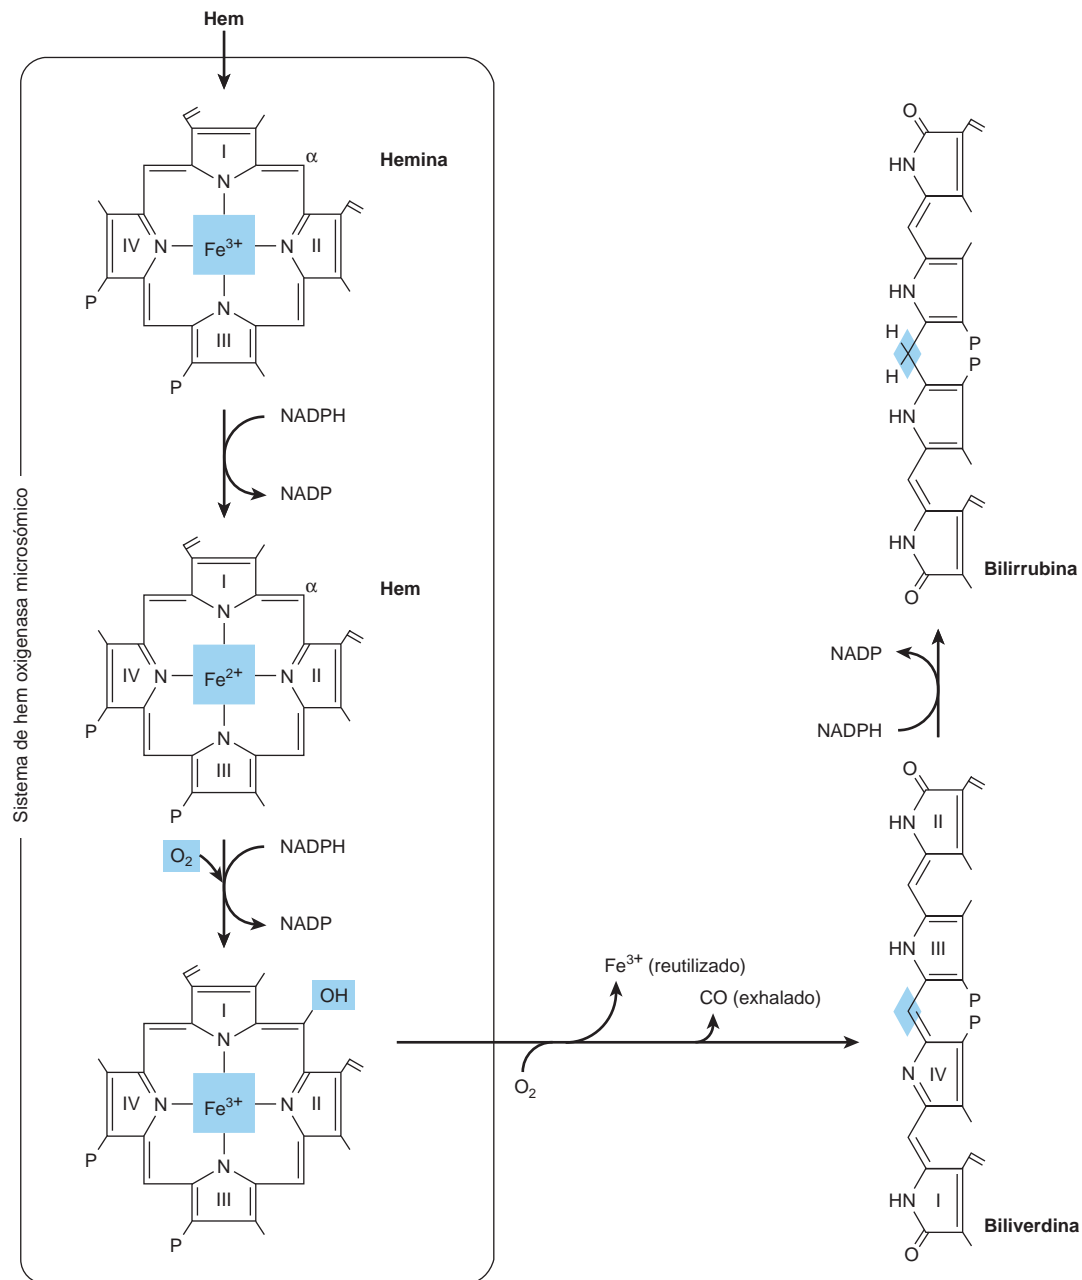 Hem
Sistema de hem oxigenasa microsómico
Hemina
I
α
N
IV
N
Fe³⁺
N
II
N
III
P
P
NADPH
NADP
Hem
I
α
N
IV
N
Fe²⁺
N
II
N
III
P
P
O₂
NADPH
NADP
I
OH
N
IV
N
Fe³⁺
N
II
N
III
P
P
Fe³⁺ (reutilizado)
CO (exhalado)
O₂
O
HN
II
HN
III
P
P
N
IV
HN
I
O
Biliverdina
NADP
NADPH
O
HN
HN
H
P
P
H
HN
HN
O
Bilirrubina